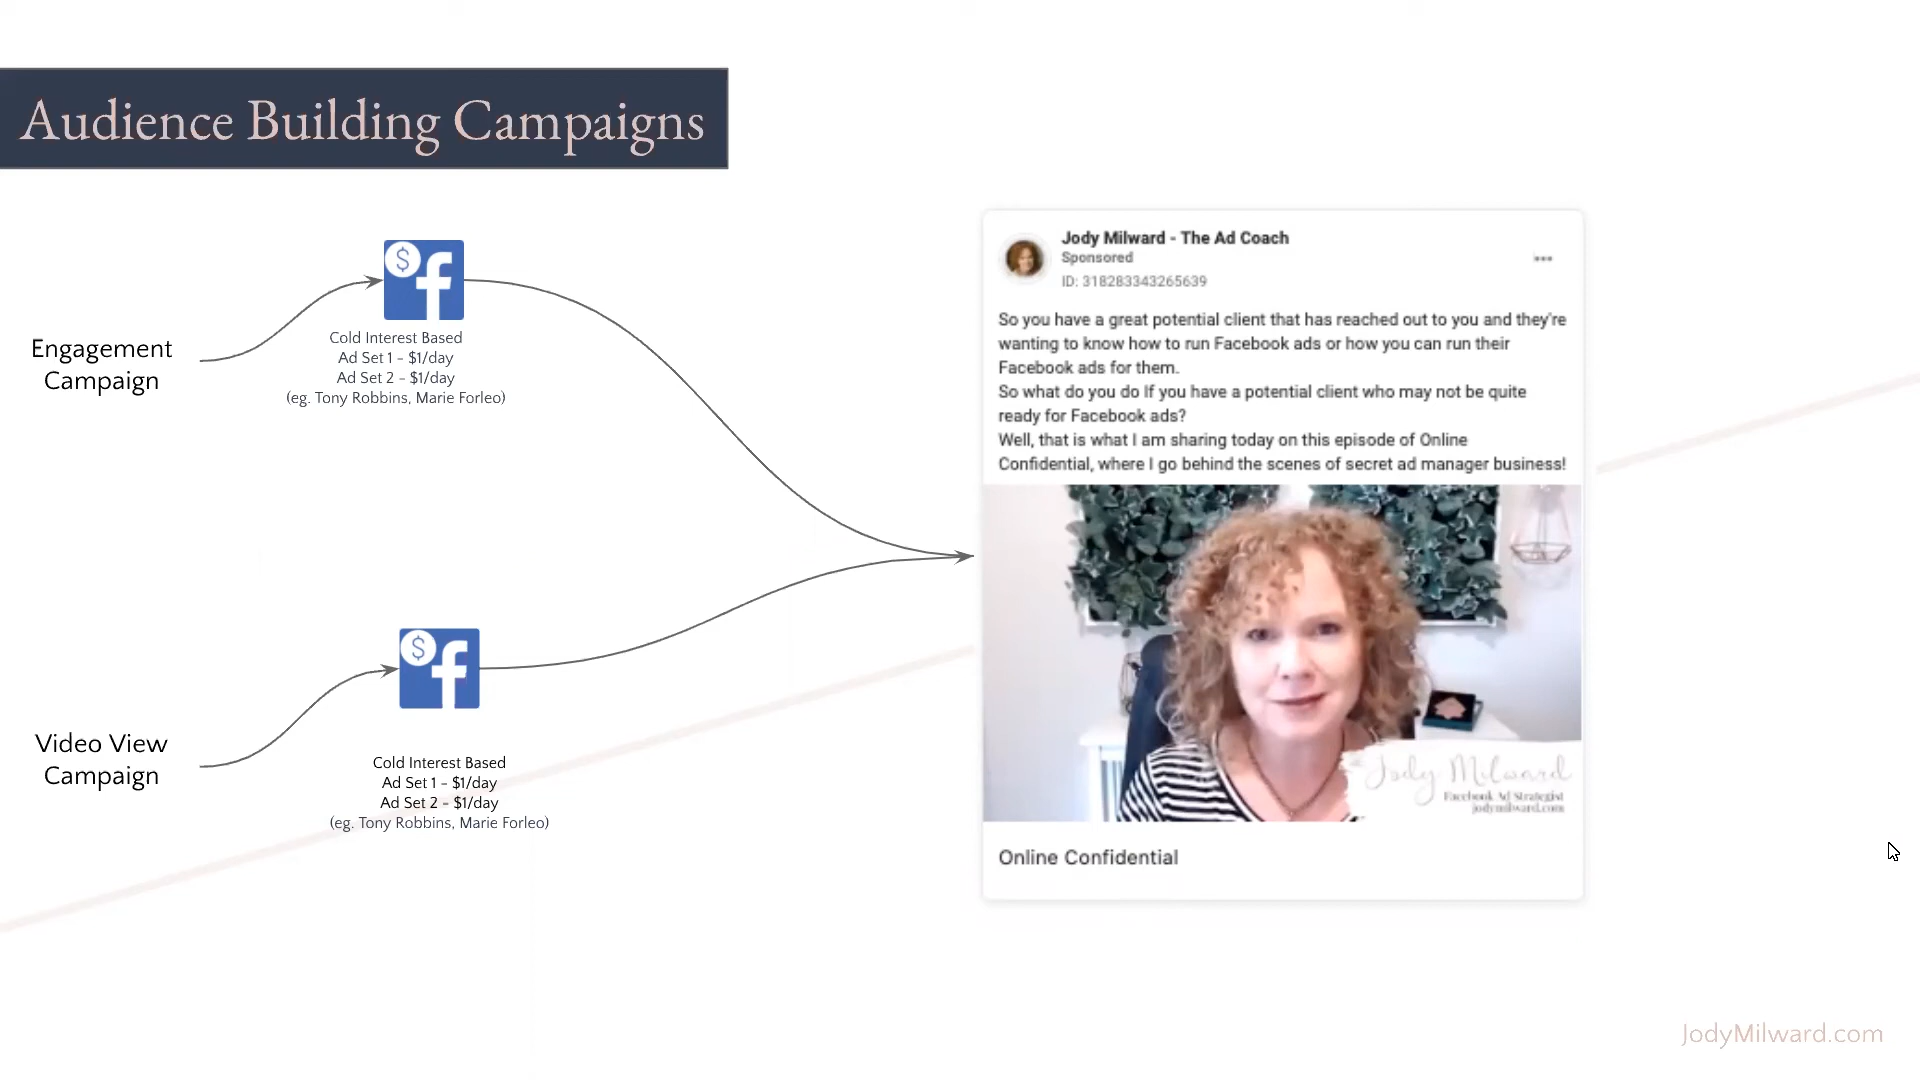 Audience Building Campaigns
Engagement
Campaign
$
f
Cold Interest Based
Ad Set 1 - $1/day
Ad Set 2 - $1/day
(eg. Tony Robbins, Marie Forleo)
Video View
Campaign
$
f
Cold Interest Based
Ad Set 1 - $1/day
Ad Set 2 - $1/day
(eg. Tony Robbins, Marie Forleo)
Jody Milward - The Ad Coach
Sponsored
ID: 318283343265639
So you have a great potential client that has reached out to you and they're
wanting to know how to run Facebook ads or how you can run their
Facebook ads for them.
So what do you do If you have a potential client who may not be quite
ready for Facebook ads?
Well, that is what I am sharing today on this episode of Online
Confidential, where I go behind the scenes of secret ad manager business!
Jody Milward
Facebook Ad Strategist
jodymilward.com
Online Confidential
JodyMilward.com